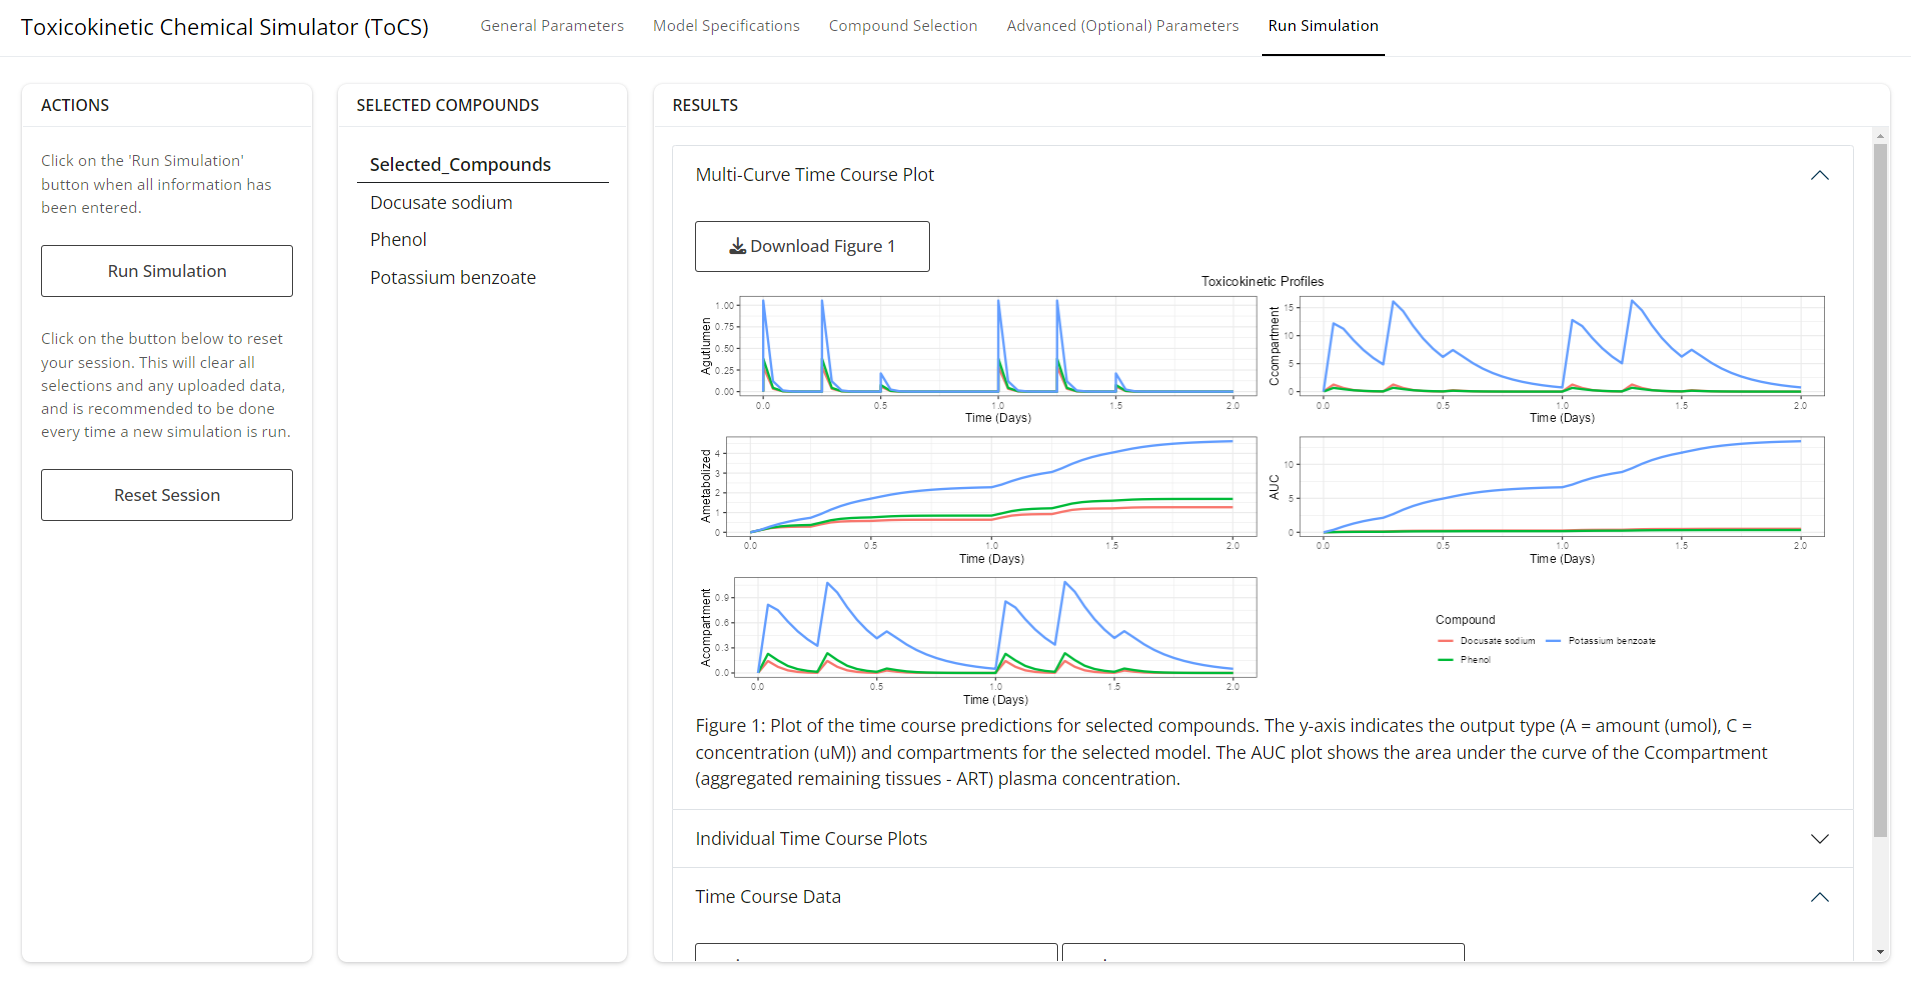 Toxicokinetic Chemical Simulator (ToCS)
General Parameters
Model Specifications
Compound Selection
Advanced (Optional) Parameters
Run Simulation
ACTIONS
Click on the 'Run Simulation'
button when all information has
been entered.
Run Simulation
Click on the button below to reset
your session. This will clear all
selections and any uploaded data,
and is recommended to be done
every time a new simulation is run.
Reset Session
SELECTED COMPOUNDS
Selected_Compounds
Docusate sodium
Phenol
Potassium benzoate
RESULTS
Multi-Curve Time Course Plot
Download Figure 1
Toxicokinetic Profiles
Agutlumen
1.00
0.75
0.50
0.25
0.00
0.0 0.5 1.0 1.5 2.0
Time (Days)
Ccompartment
15
10
5
0
0.0 0.5 1.0 1.5 2.0
Time (Days)
Ametabolized
4
3
2
1
0
0.0 0.5 1.0 1.5 2.0
Time (Days)
AUC
10
5
0
0.0 0.5 1.0 1.5 2.0
Time (Days)
Acompartment
0.9
0.6
0.3
0.0
0.0 0.5 1.0 1.5 2.0
Time (Days)
Compound
Docusate sodium
Potassium benzoate
Phenol
Figure 1: Plot of the time course predictions for selected compounds. The y-axis indicates the output type (A = amount (umol), C =
concentration (uM)) and compartments for the selected model. The AUC plot shows the area under the curve of the Ccompartment
(aggregated remaining tissues - ART) plasma concentration.
Individual Time Course Plots
Time Course Data